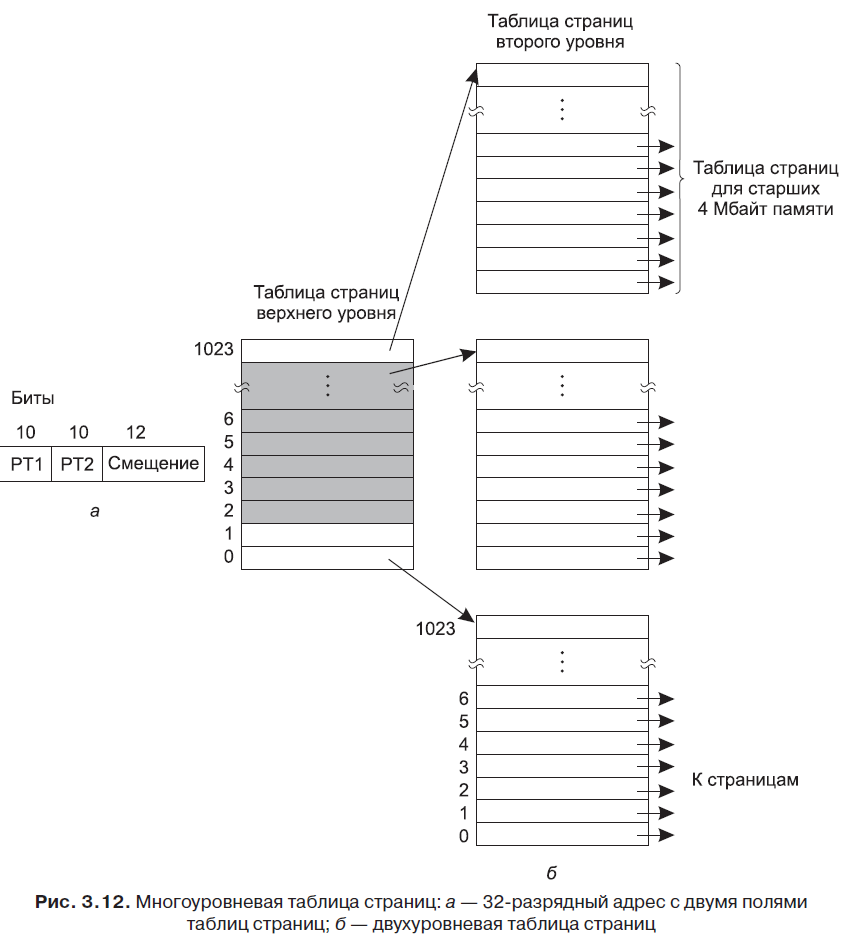 Таблица страниц
второго уровня
Таблица страниц
для старших
4 Мбайт памяти
Таблица страниц
верхнего уровня
1023
Биты
10 10 12
PT1 PT2 Смещение
а
6
5
4
3
2
1
0
1023
6
5
4
3
2
1
0
К страницам
б
Рис. 3.12. Многоуровневая таблица страниц: а — 32-разрядный адрес с двумя полями
таблиц страниц; б — двухуровневая таблица страниц